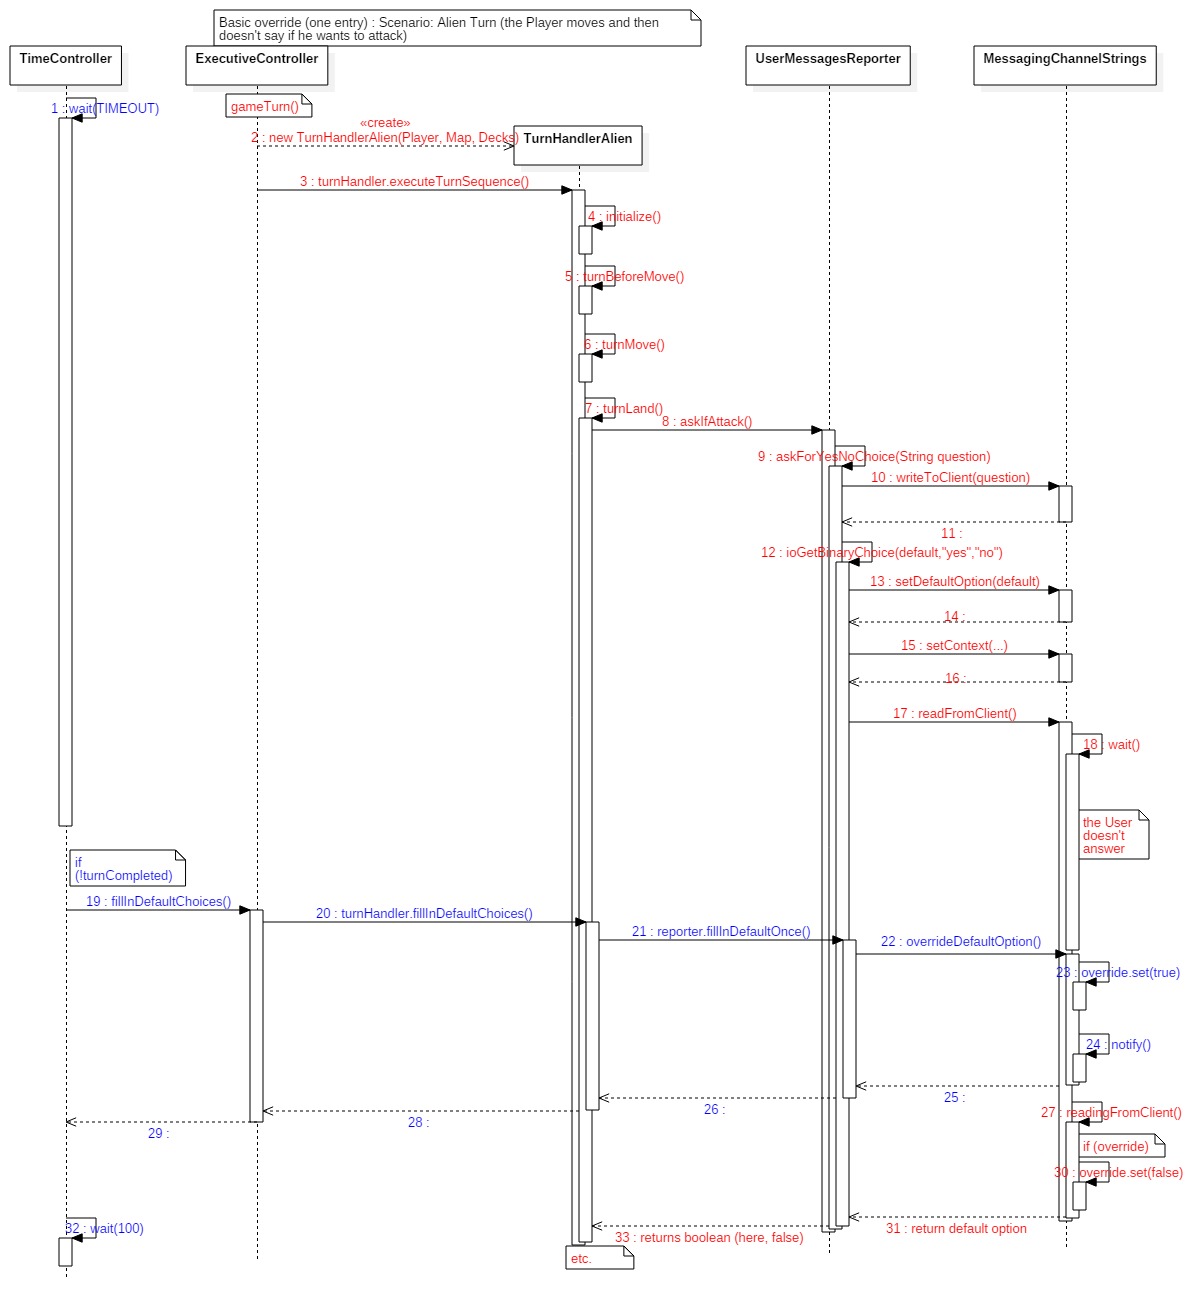 Basic override (one entry) : Scenario: Alien Turn (the Player moves and then
doesn't say if he wants to attack)
TimeController
ExecutiveController
UserMessagesReporter
MessagingChannelStrings
1 : wait(TIMEOUT)
gameTurn()
«create»
2 : new TurnHandlerAlien(Player, Map, Decks)
TurnHandlerAlien
3 : turnHandler.executeTurnSequence()
4 : initialize()
5 : turnBeforeMove()
6 : turnMove()
7 : turnLand()
8 : askIfAttack()
9 : askForYesNoChoice(String question)
10 : writeToClient(question)
11 :
12 : ioGetBinaryChoice(default,"yes","no")
13 : setDefaultOption(default)
14 :
15 : setContext(...)
16 :
17 : readFromClient()
18 : wait()
the User
doesn't
answer
if
(!turnCompleted)
19 : fillInDefaultChoices()
20 : turnHandler.fillInDefaultChoices()
21 : reporter.fillInDefaultOnce()
22 : overrideDefaultOption()
23 : override.set(true)
24 : notify()
25 :
26 :
27 : readingFromClient()
28 :
29 :
if (override)
30 : override.set(false)
31 : return default option
32 : wait(100)
33 : returns boolean (here, false)
etc.